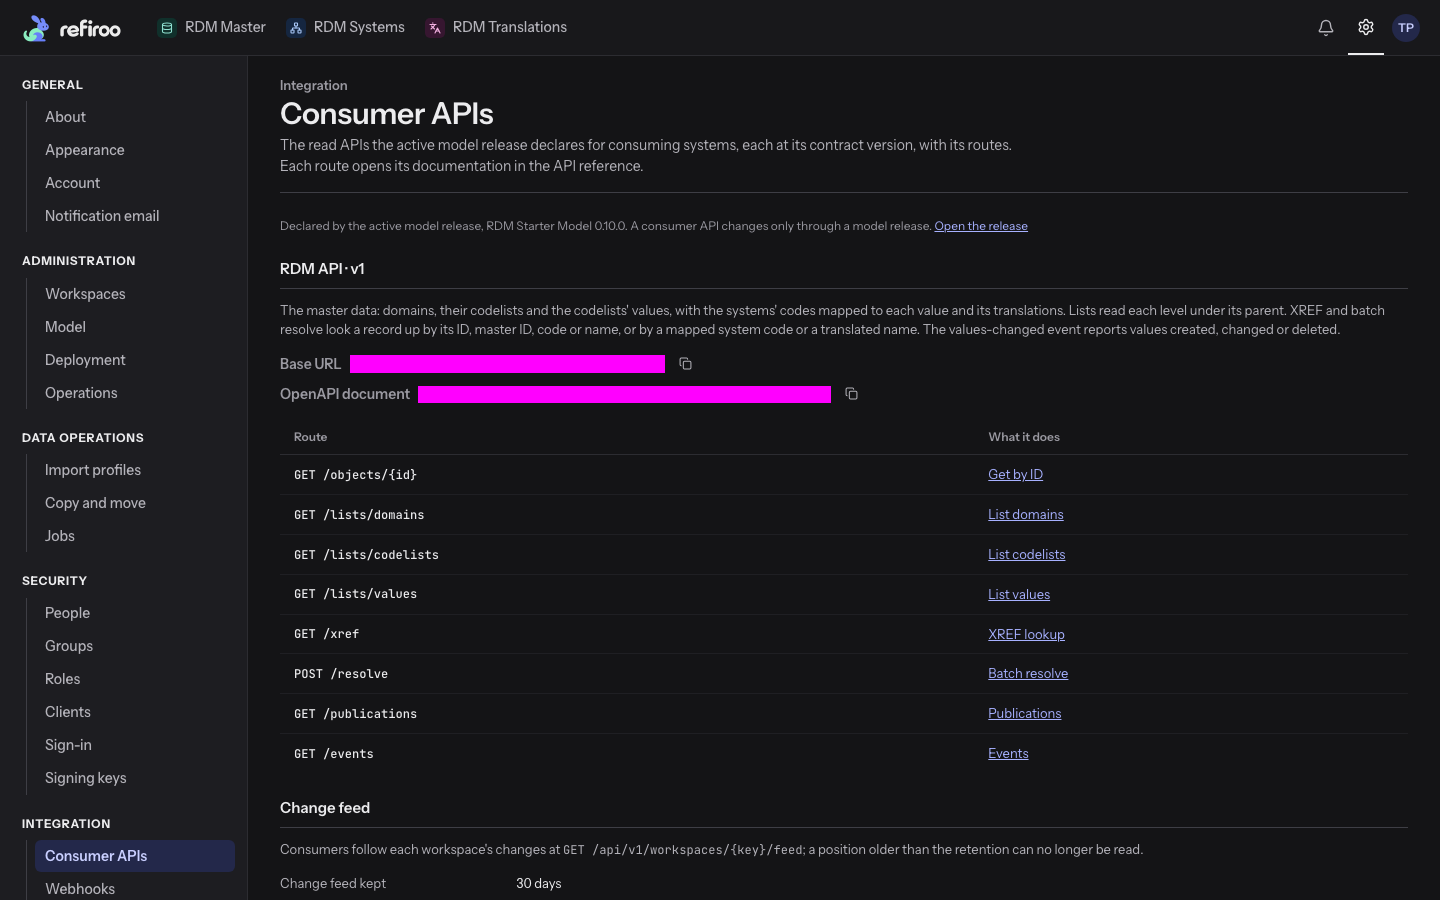 refiroo
RDM Master
RDM Systems
RDM Translations
TP
GENERAL
About
Appearance
Account
Notification email
ADMINISTRATION
Workspaces
Model
Deployment
Operations
DATA OPERATIONS
Import profiles
Copy and move
Jobs
SECURITY
People
Groups
Roles
Clients
Sign-in
Signing keys
INTEGRATION
Consumer APIs
Webhooks
Integration
Consumer APIs
The read APIs the active model release declares for consuming systems, each at its contract version, with its routes.
Each route opens its documentation in the API reference.
Declared by the active model release, RDM Starter Model 0.10.0. A consumer API changes only through a model release. Open the release
RDM API · v1
The master data: domains, their codelists and the codelists' values, with the systems' codes mapped to each value and its translations. Lists read each level under its parent. XREF and batch
resolve look a record up by its ID, master ID, code or name, or by a mapped system code or a translated name. The values-changed event reports values created, changed or deleted.
Base URL
OpenAPI document
Route What it does
GET /objects/{id} Get by ID
GET /lists/domains List domains
GET /lists/codelists List codelists
GET /lists/values List values
GET /xref XREF lookup
POST /resolve Batch resolve
GET /publications Publications
GET /events Events
Change feed
Consumers follow each workspace's changes at GET /api/v1/workspaces/{key}/feed; a position older than the retention can no longer be read.
Change feed kept 30 days